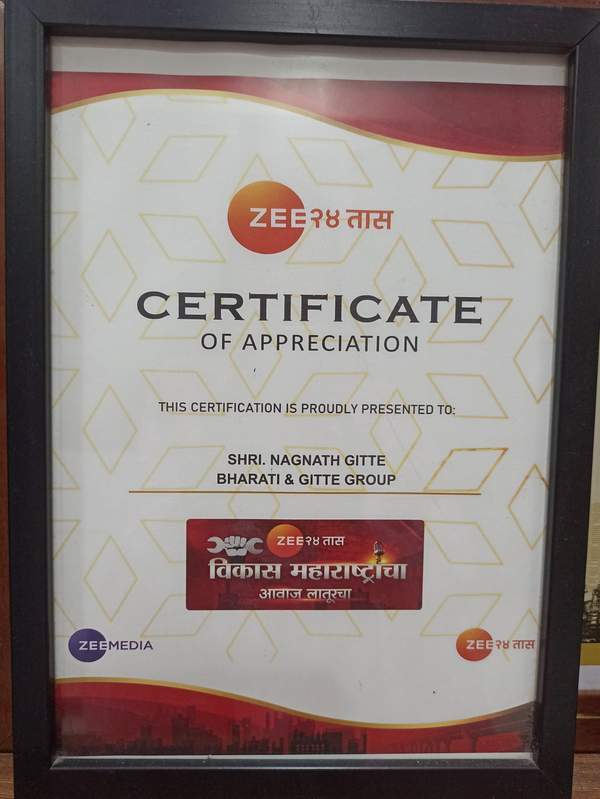 ZEE२४ तास
CERTIFICATE
OF APPRECIATION
THIS CERTIFICATION IS PROUDLY PRESENTED TO:
SHRI. NAGNATH GITTE
BHARATI & GITTE GROUP
ZEE२४ तास
विकास महाराष्ट्राचा
आवाज लातूरचा
ZEEMEDIA
ZEE२४ तास